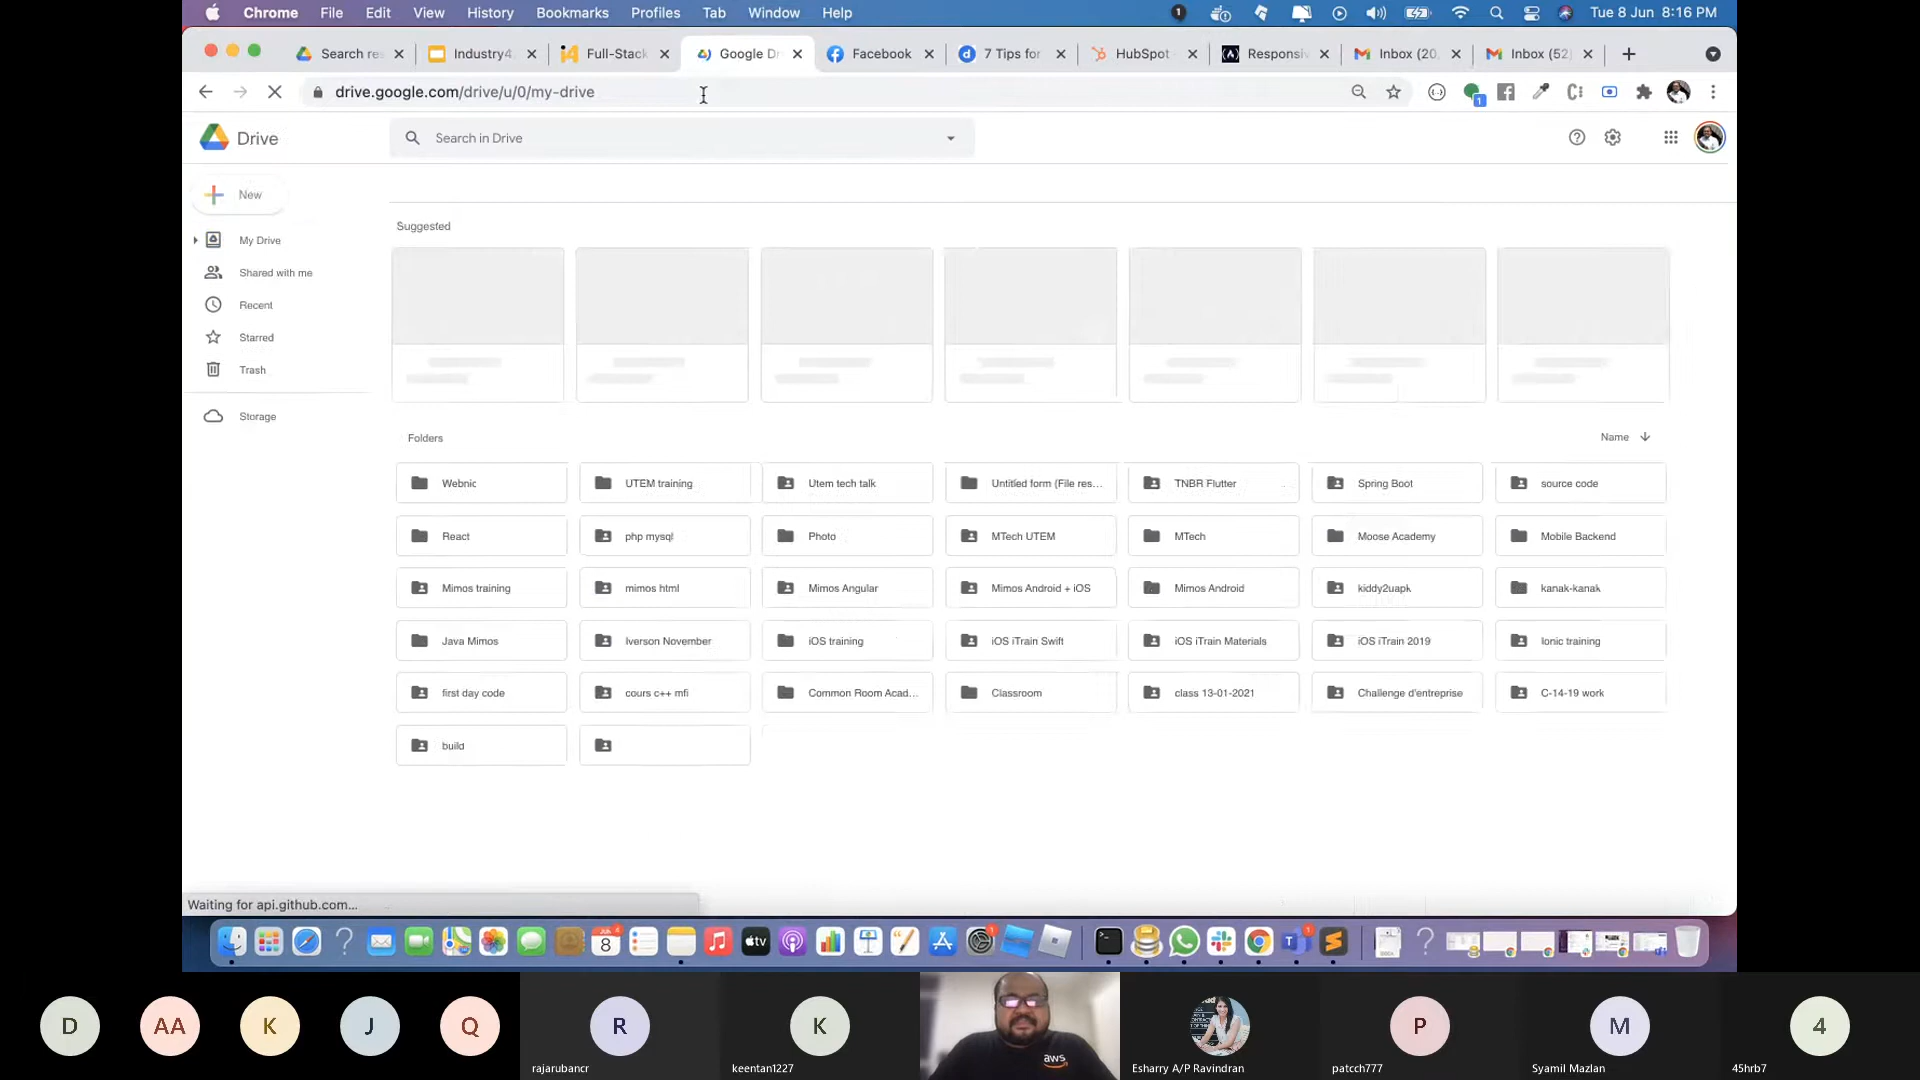 Chrome File Edit View History Bookmarks Profiles Tab Window Help
1
Tue 8 Jun 8:16 PM
Search re
Industry4
Full-Stack
Google Dr
Facebook
7 Tips for
HubSpot
Responsiv
Inbox (20,
Inbox (52)
drive.google.com/drive/u/0/my-drive
1
Drive
Search in Drive
New
My Drive
Shared with me
Recent
Starred
Trash
Storage
Suggested
Folders
Name
Webnic
UTEM training
Utem tech talk
Untitled form (File res...
TNBR Flutter
Spring Boot
source code
React
php mysql
Photo
MTech UTEM
MTech
Moose Academy
Mobile Backend
Mimos training
mimos html
Mimos Angular
Mimos Android + iOS
Mimos Android
kiddy2uapk
kanak-kanak
Java Mimos
Iverson November
iOS training
iOS iTrain Swift
iOS iTrain Materials
iOS iTrain 2019
Ionic training
first day code
cours c++ mfi
Common Room Acad...
Classroom
class 13-01-2021
Challenge d'entreprise
C-14-19 work
build
Waiting for api.github.com...
8
tv
D
AA
K
J
Q
R
rajarubancr
K
keentan1227
aws
Esharry A/P Ravindran
P
patcch777
M
Syamil Mazlan
4
45hrb7